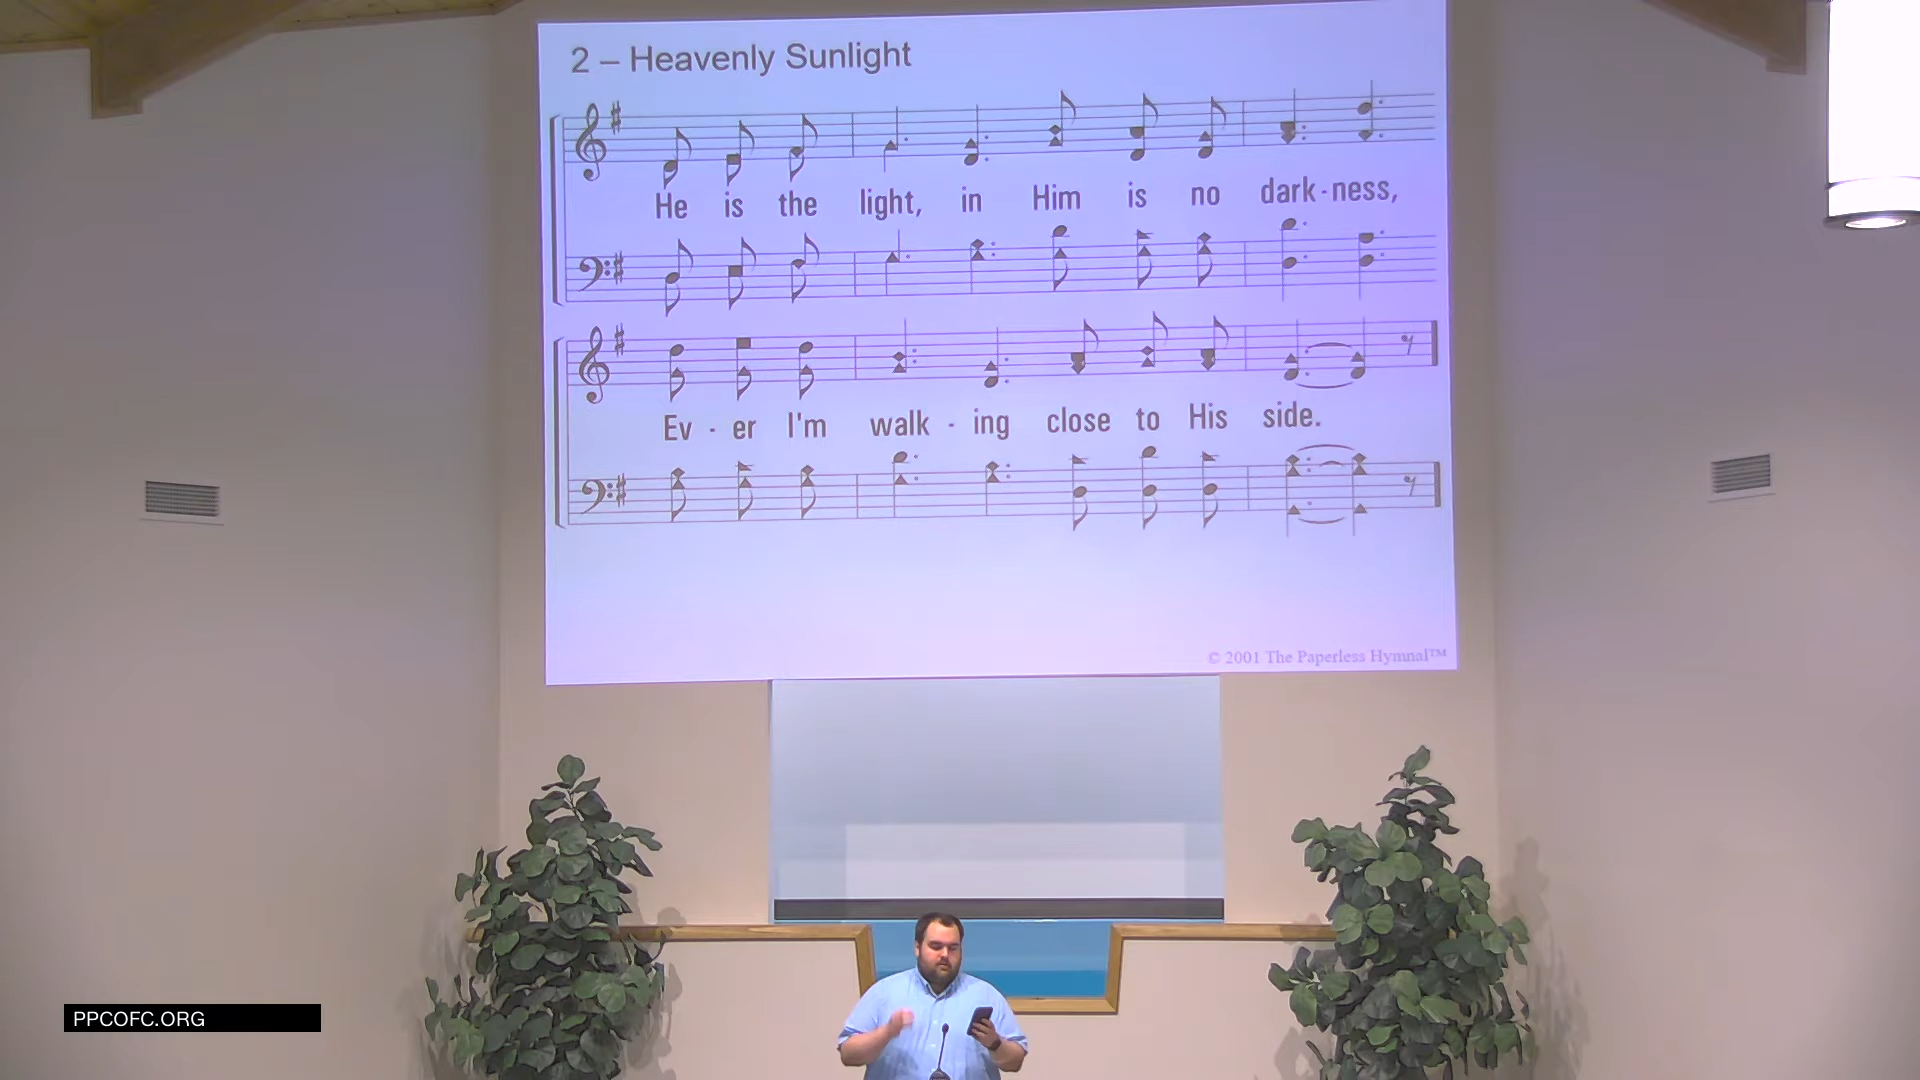 2 – Heavenly Sunlight
He is the light, in Him is no dark - ness,
Ev - er I'm walk - ing close to His side.
© 2001 The Paperless Hymnal™
PPCOFC.ORG